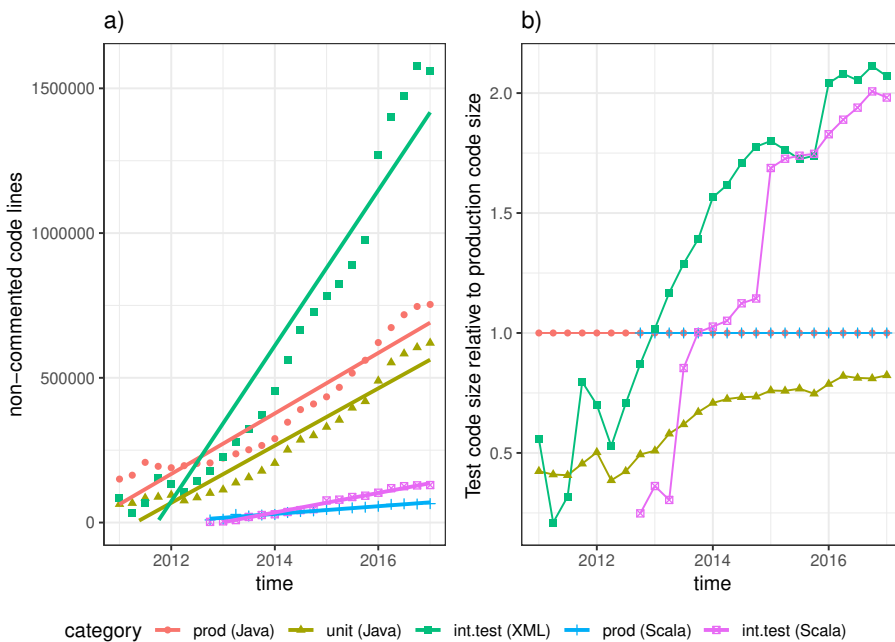 a)
non-commented code lines
1500000
1000000
500000
0
2012
2014
2016
time
b)
Test code size relative to production code size
2.0
1.5
1.0
0.5
2012
2014
2016
time
category prod (Java) unit (Java) int.test (XML) prod (Scala) int.test (Scala)